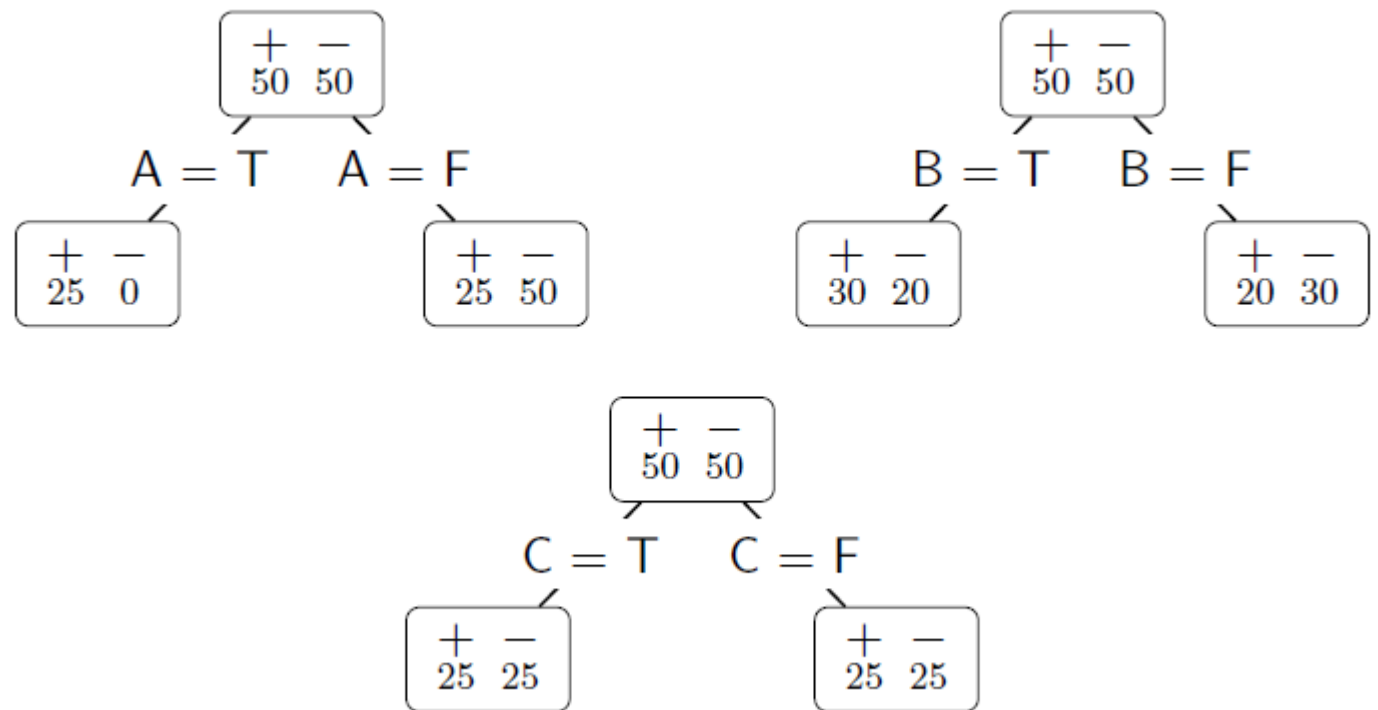 + − + −
50 50 50 50
A = T A = F B = T B = F
+ − + − + − + −
25 0 25 50 30 20 20 30
+ −
50 50
C = T C = F
+ − + −
25 25 25 25